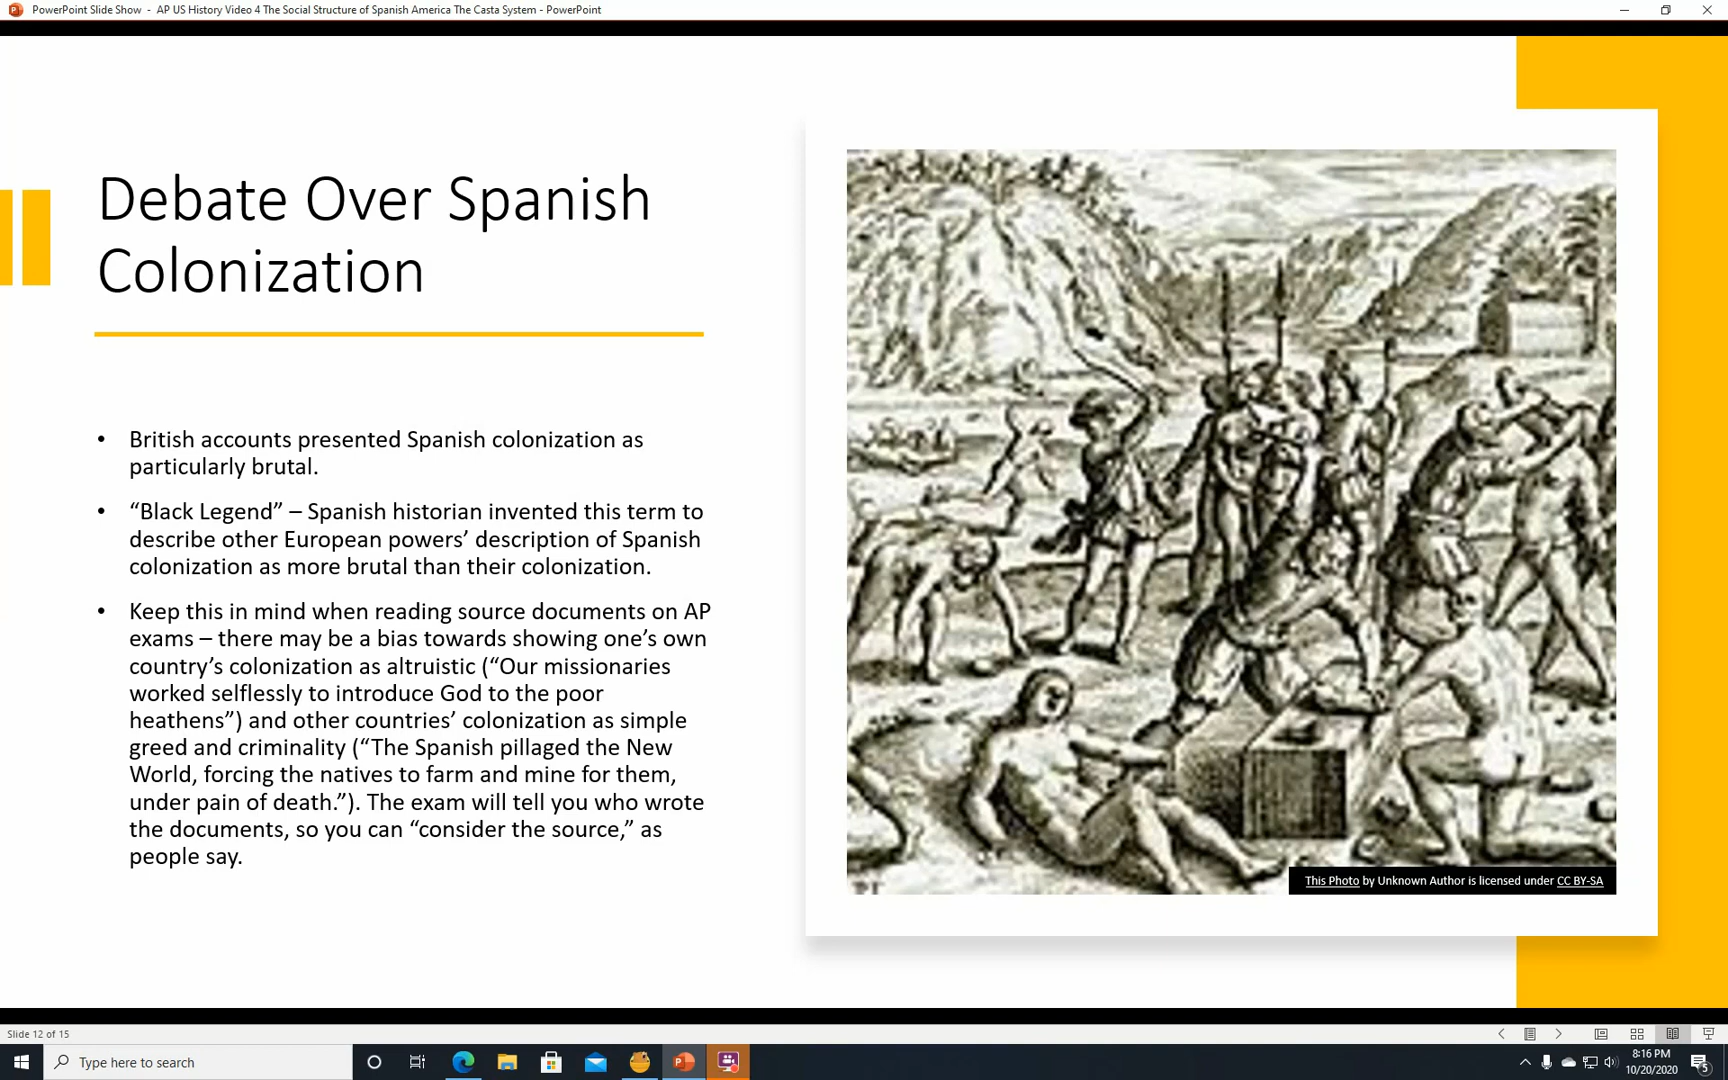 PowerPoint Slide Show - AP US History Video 4 The Social Structure of Spanish America The Casta System - PowerPoint
Debate Over Spanish
Colonization
• British accounts presented Spanish colonization as
particularly brutal.
• “Black Legend” – Spanish historian invented this term to
describe other European powers’ description of Spanish
colonization as more brutal than their colonization.
• Keep this in mind when reading source documents on AP
exams – there may be a bias towards showing one’s own
country’s colonization as altruistic (“Our missionaries
worked selflessly to introduce God to the poor
heathens”) and other countries’ colonization as simple
greed and criminality (“The Spanish pillaged the New
World, forcing the natives to farm and mine for them,
under pain of death.”). The exam will tell you who wrote
the documents, so you can “consider the source,” as
people say.
This Photo by Unknown Author is licensed under CC BY-SA
Slide 12 of 15
Type here to search
8:16 PM
10/20/2020
5